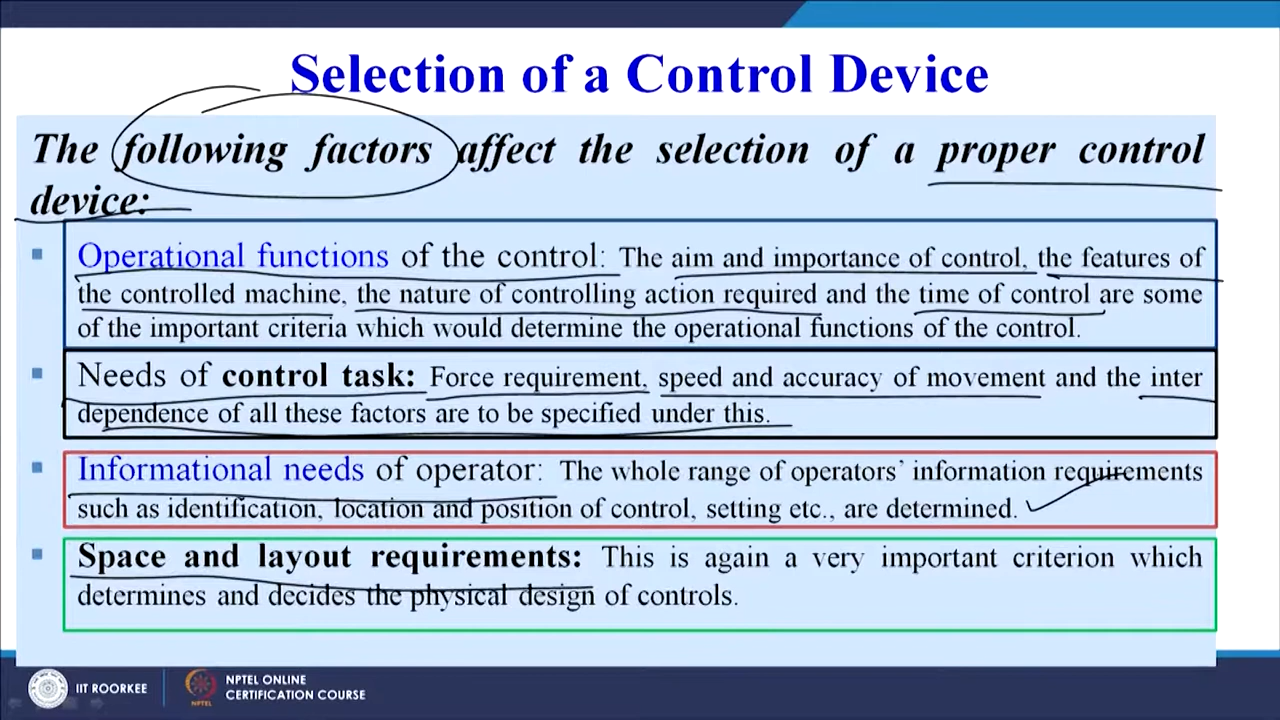 Selection of a Control Device
The following factors affect the selection of a proper control
device:
▪ Operational functions of the control: The aim and importance of control, the features of
the controlled machine, the nature of controlling action required and the time of control are some
of the important criteria which would determine the operational functions of the control.
▪ Needs of control task: Force requirement, speed and accuracy of movement and the inter
dependence of all these factors are to be specified under this.
▪ Informational needs of operator: The whole range of operators' information requirements
such as identification, location and position of control, setting etc., are determined.
▪ Space and layout requirements: This is again a very important criterion which
determines and decides the physical design of controls.
IIT ROORKEE
NPTEL ONLINE
CERTIFICATION COURSE
NPTEL